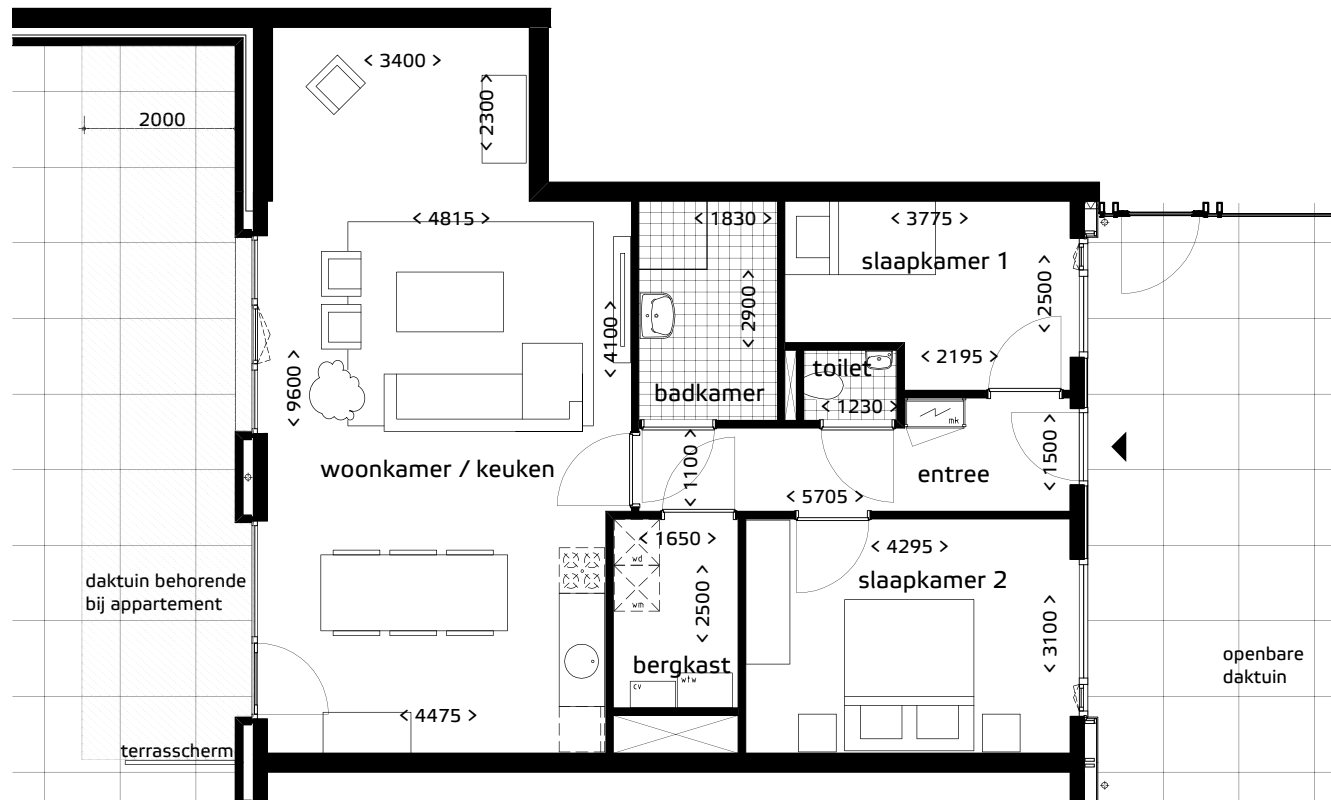 < 3400 >
< 2300 >
2000
< 4815 >
< 1830 >
< 3775 >
slaapkamer 1
< 2900 >
< 2500 >
< 4100 >
< 9600 >
< 2195 >
toilet
badkamer
< 1230 >
mk
woonkamer / keuken
< 1100 >
entree
< 1500 >
< 5705 >
< 1650 >
< 4295 >
wd
slaapkamer 2
daktuin behorende
bij appartement
wm
< 2500 >
< 3100 >
bergkast
openbare
daktuin
cv
wtw
< 4475 >
terrasscherm